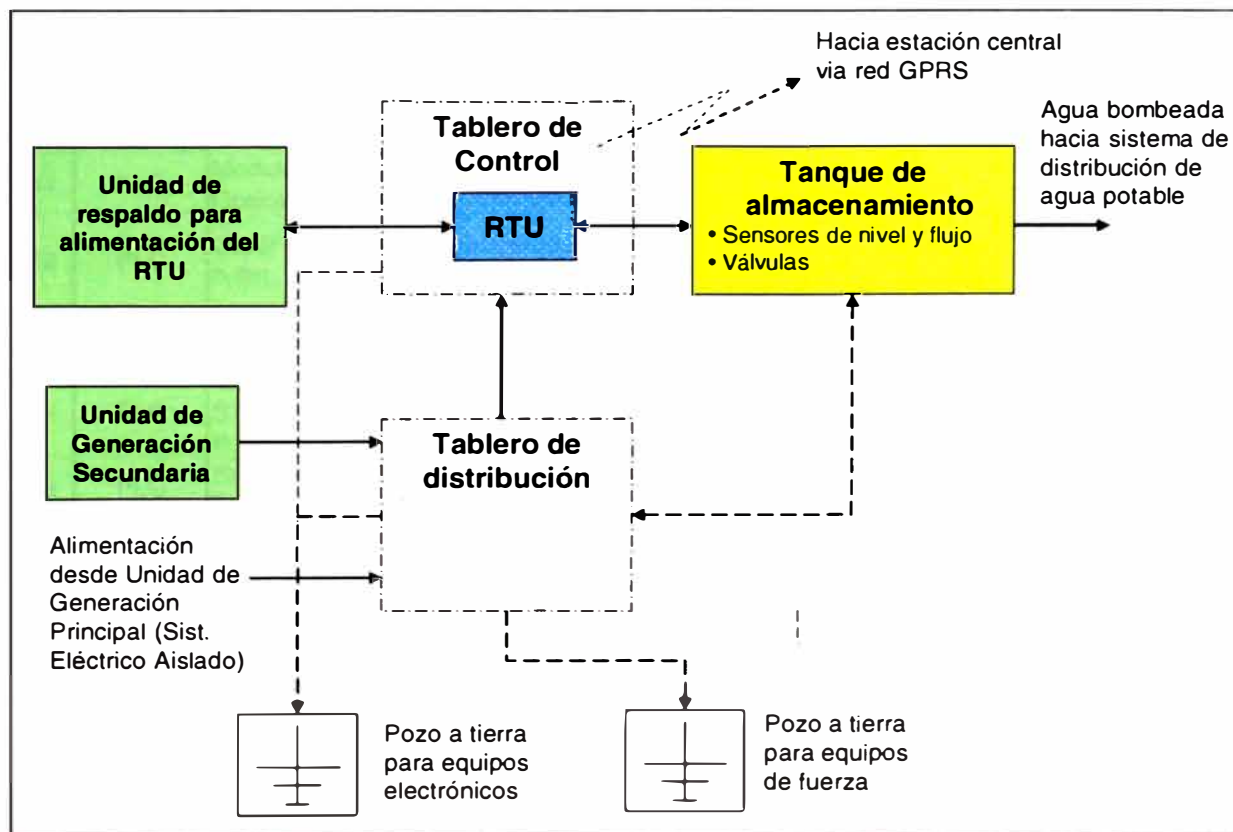 Hacia estación central
via red GPRS
Tablero de
Control
Agua bombeada
hacia sistema de
distribución de
agua potable
Unidad de
respaldo para
alimentación del
RTU
RTU
Tanque de
almacenamiento
• Sensores de nivel y flujo
• Válvulas
Unidad de
Generación
Secundaria
Tablero de
distribución
Alimentación
desde Unidad de
Generación
Principal (Sist.
Eléctrico Aislado)
Pozo a tierra
para equipos
electrónicos
Pozo a tierra
para equipos
de fuerza